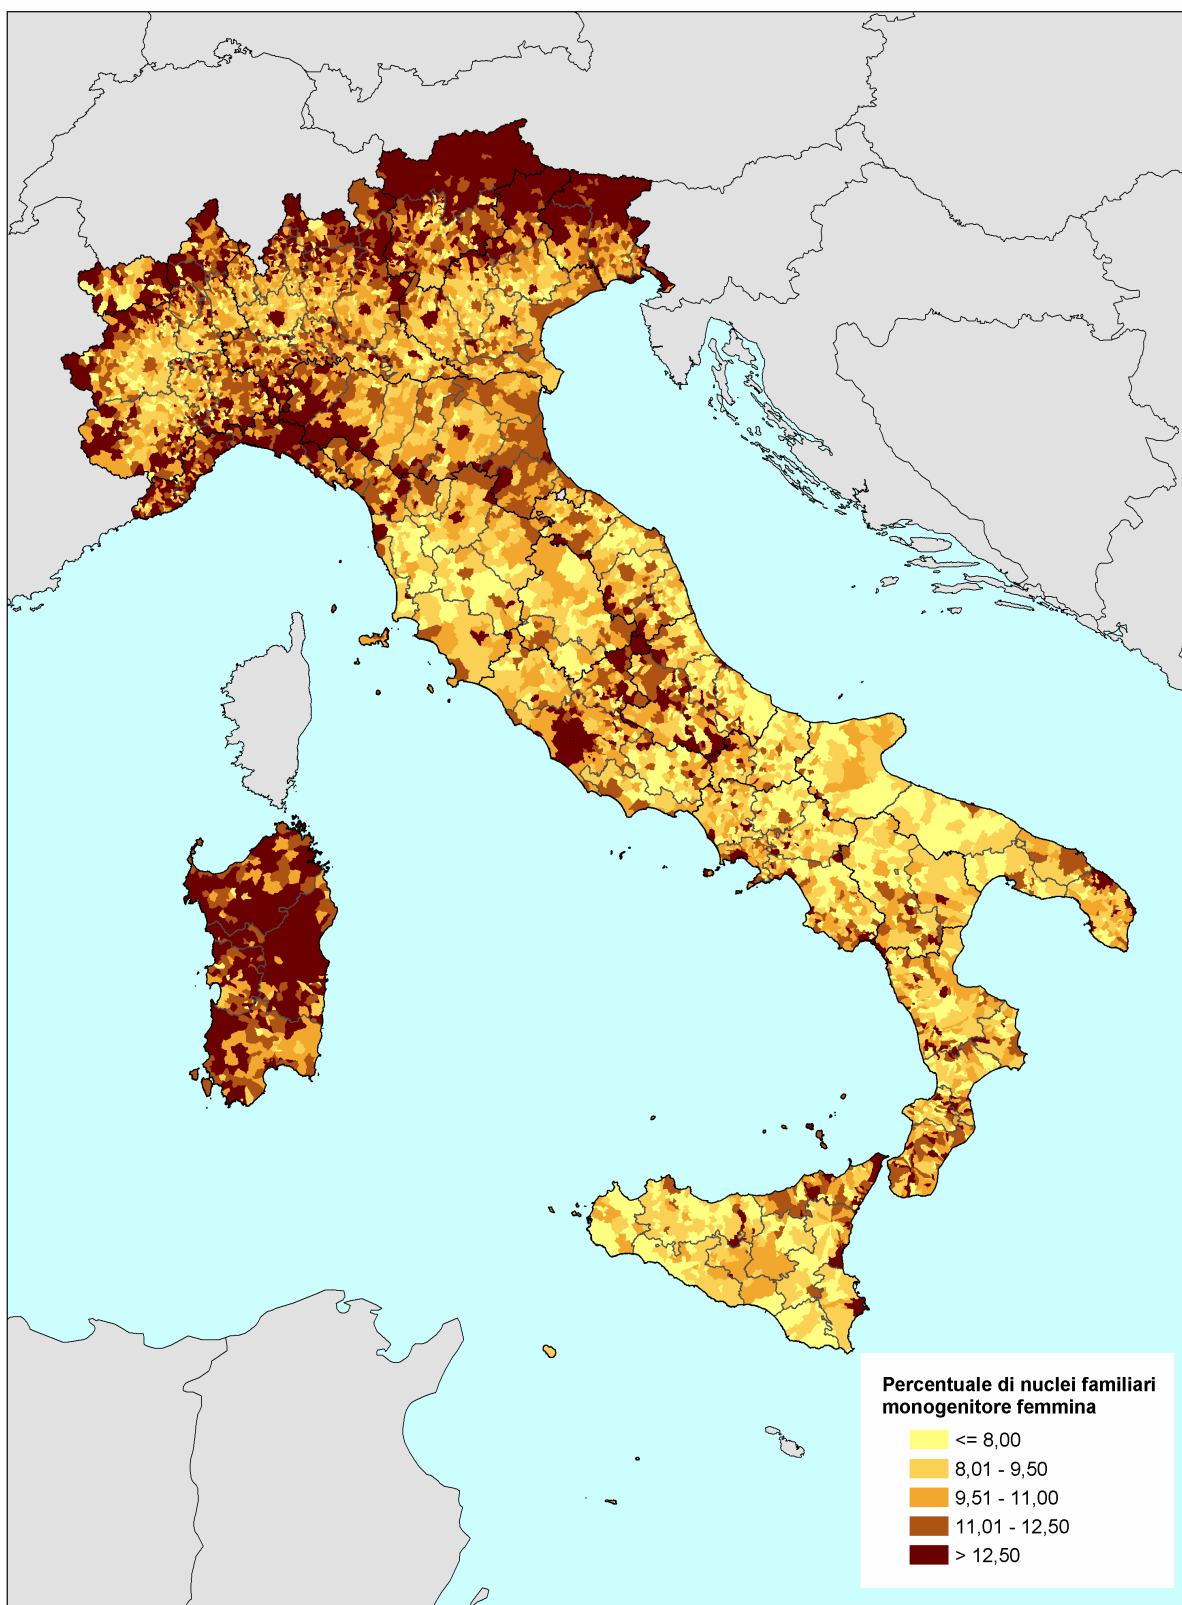 Percentuale di nuclei familiari
monogenitore femmina
<= 8,00
8,01 - 9,50
9,51 - 11,00
11,01 - 12,50
> 12,50